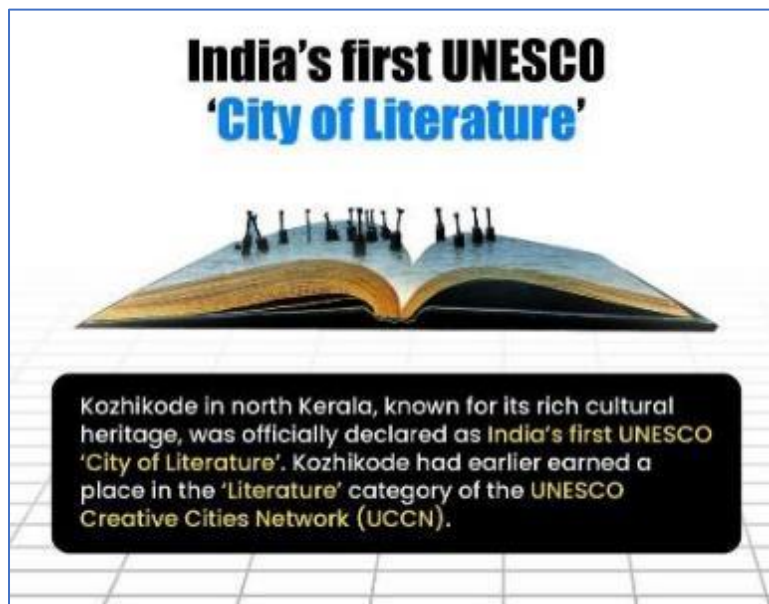 India's first UNESCO
‘City of Literature’
Kozhikode in north Kerala, known for its rich cultural
heritage, was officially declared as India's first UNESCO
‘City of Literature’. Kozhikode had earlier earned a
place in the ‘Literature’ category of the UNESCO
Creative Cities Network (UCCN).